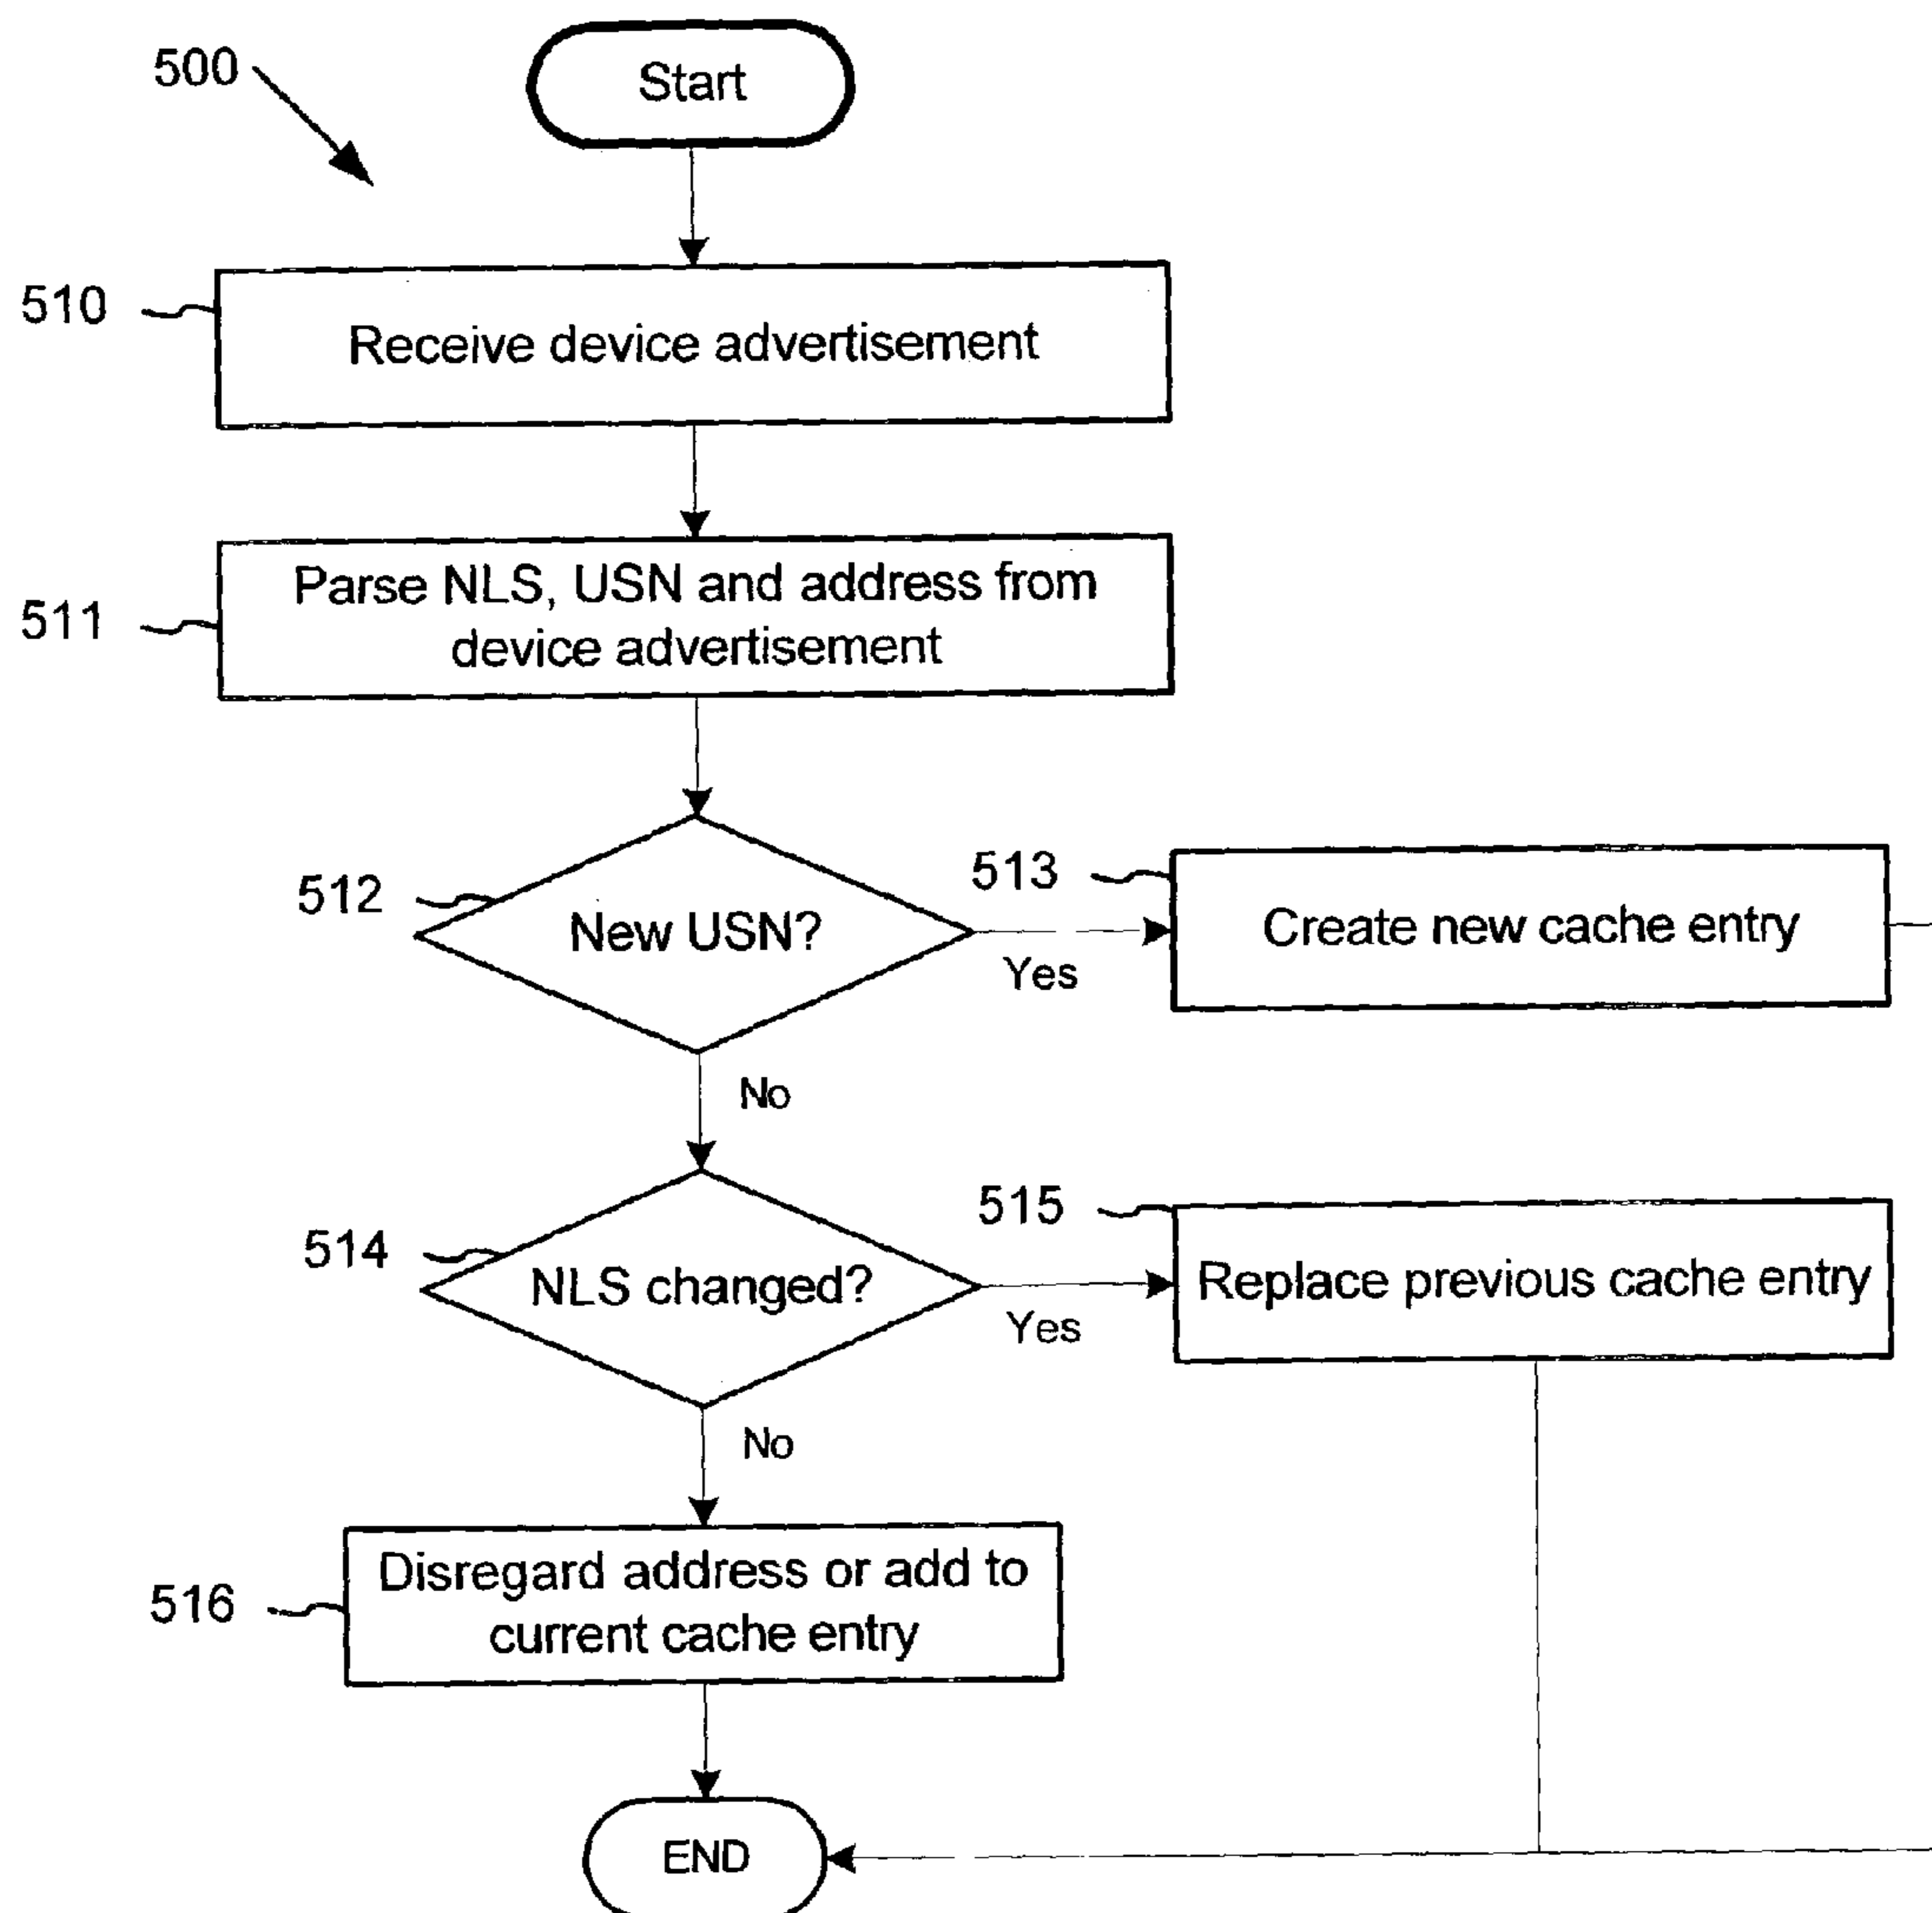 500
Start
510
Receive device advertisement
511
Parse NLS, USN and address from
device advertisement
512
New USN?
Yes
513
Create new cache entry
No
514
NLS changed?
Yes
515
Replace previous cache entry
No
516
Disregard address or add to
current cache entry
END